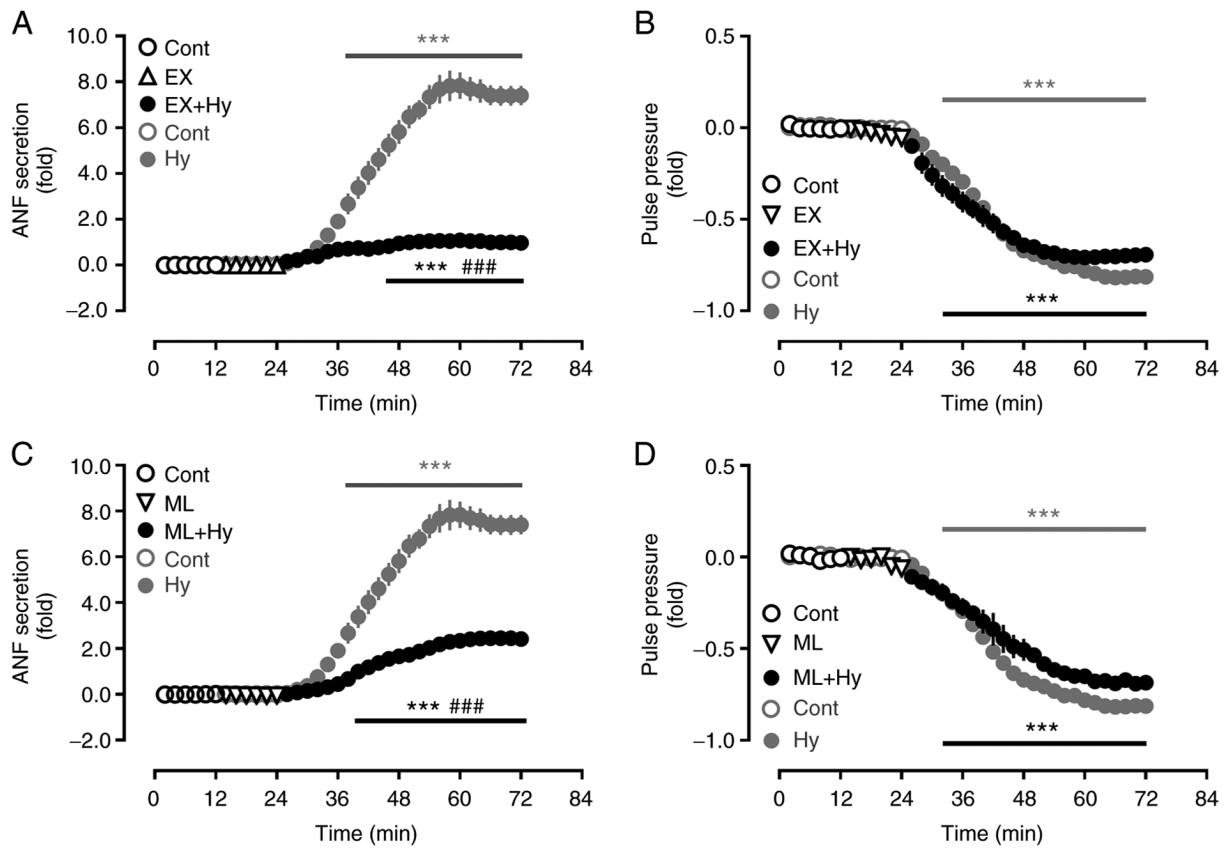 A
ANF secretion
(fold)
10.0
8.0
6.0
4.0
2.0
0.0
−2.0
Cont
EX
EX+Hy
Cont
Hy
***
*** ###
0 12 24 36 48 60 72 84
Time (min)
B
Pulse pressure
(fold)
0.5
0.0
−0.5
−1.0
***
Cont
EX
EX+Hy
Cont
Hy
***
0 12 24 36 48 60 72 84
Time (min)
C
ANF secretion
(fold)
10.0
8.0
6.0
4.0
2.0
0.0
−2.0
Cont
ML
ML+Hy
Cont
Hy
***
*** ###
0 12 24 36 48 60 72 84
Time (min)
D
Pulse pressure
(fold)
0.5
0.0
−0.5
−1.0
***
Cont
ML
ML+Hy
Cont
Hy
***
0 12 24 36 48 60 72 84
Time (min)